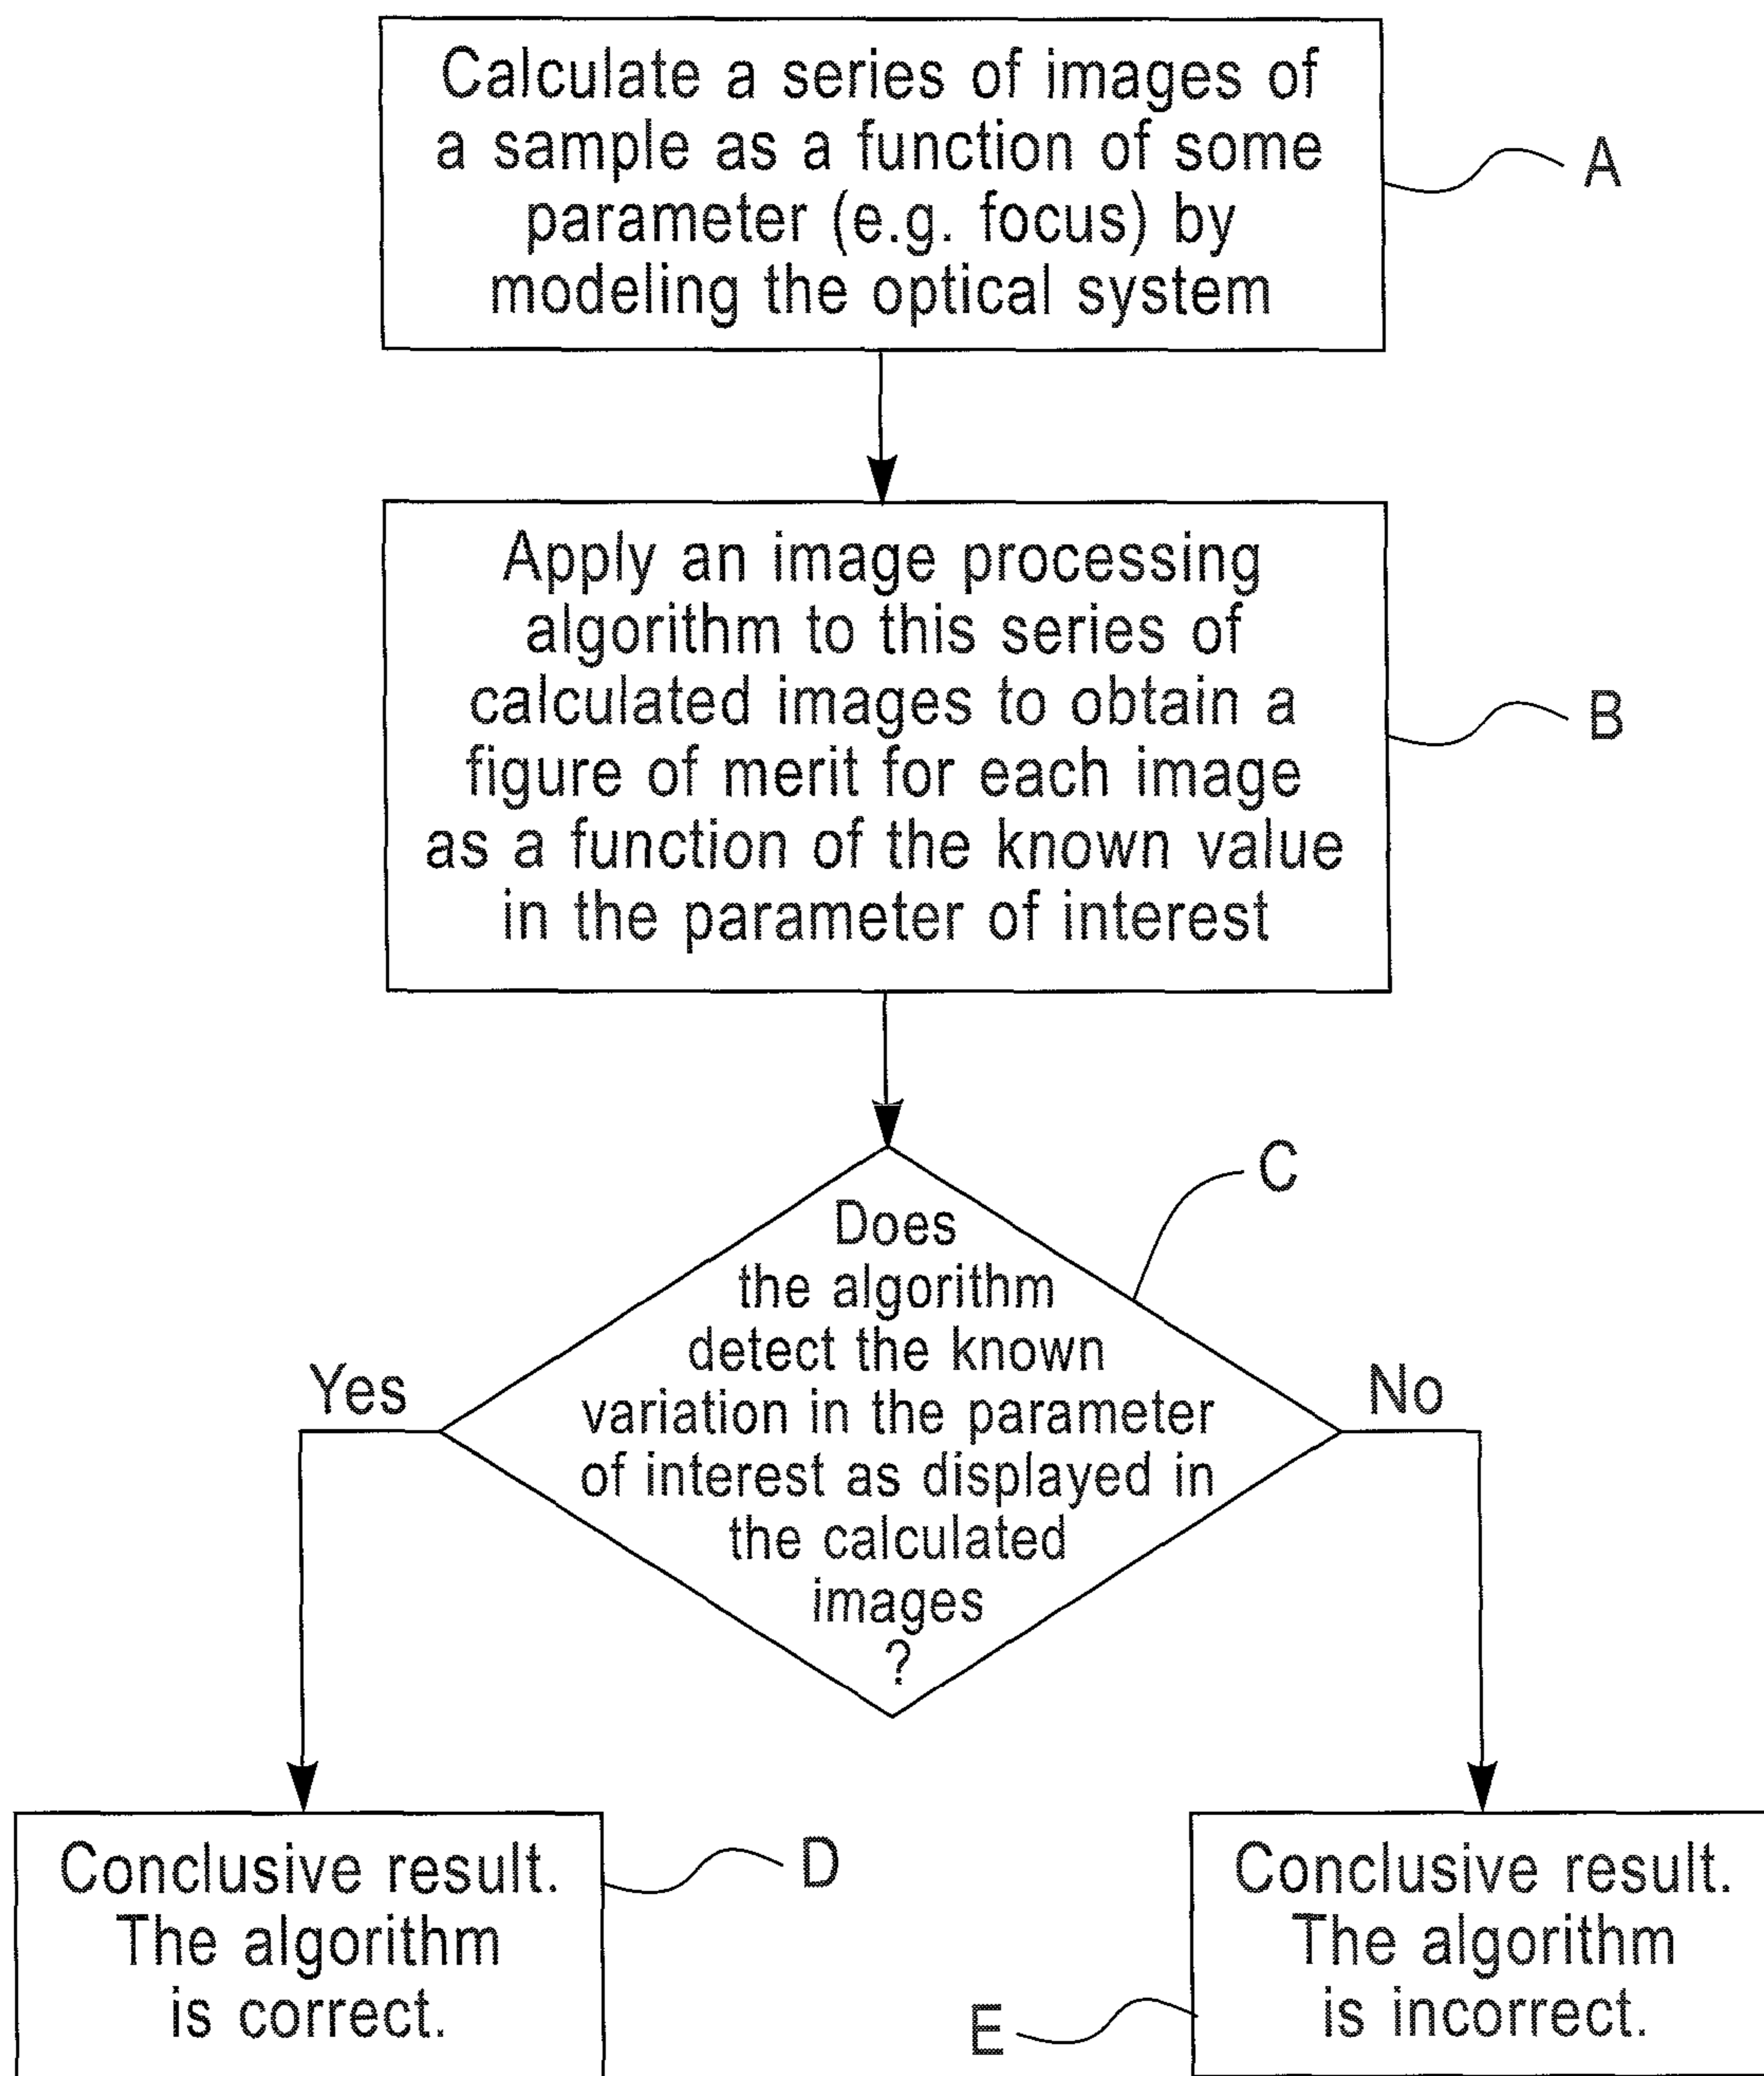 Calculate a series of images of
a sample as a function of some
parameter (e.g. focus) by
modeling the optical system
A
Apply an image processing
algorithm to this series of
calculated images to obtain a
figure of merit for each image
as a function of the known value
in the parameter of interest
B
C
Does
the algorithm
detect the known
variation in the parameter
of interest as displayed in
the calculated
images
?
Yes
No
Conclusive result.
The algorithm
is correct.
D
Conclusive result.
The algorithm
is incorrect.
E